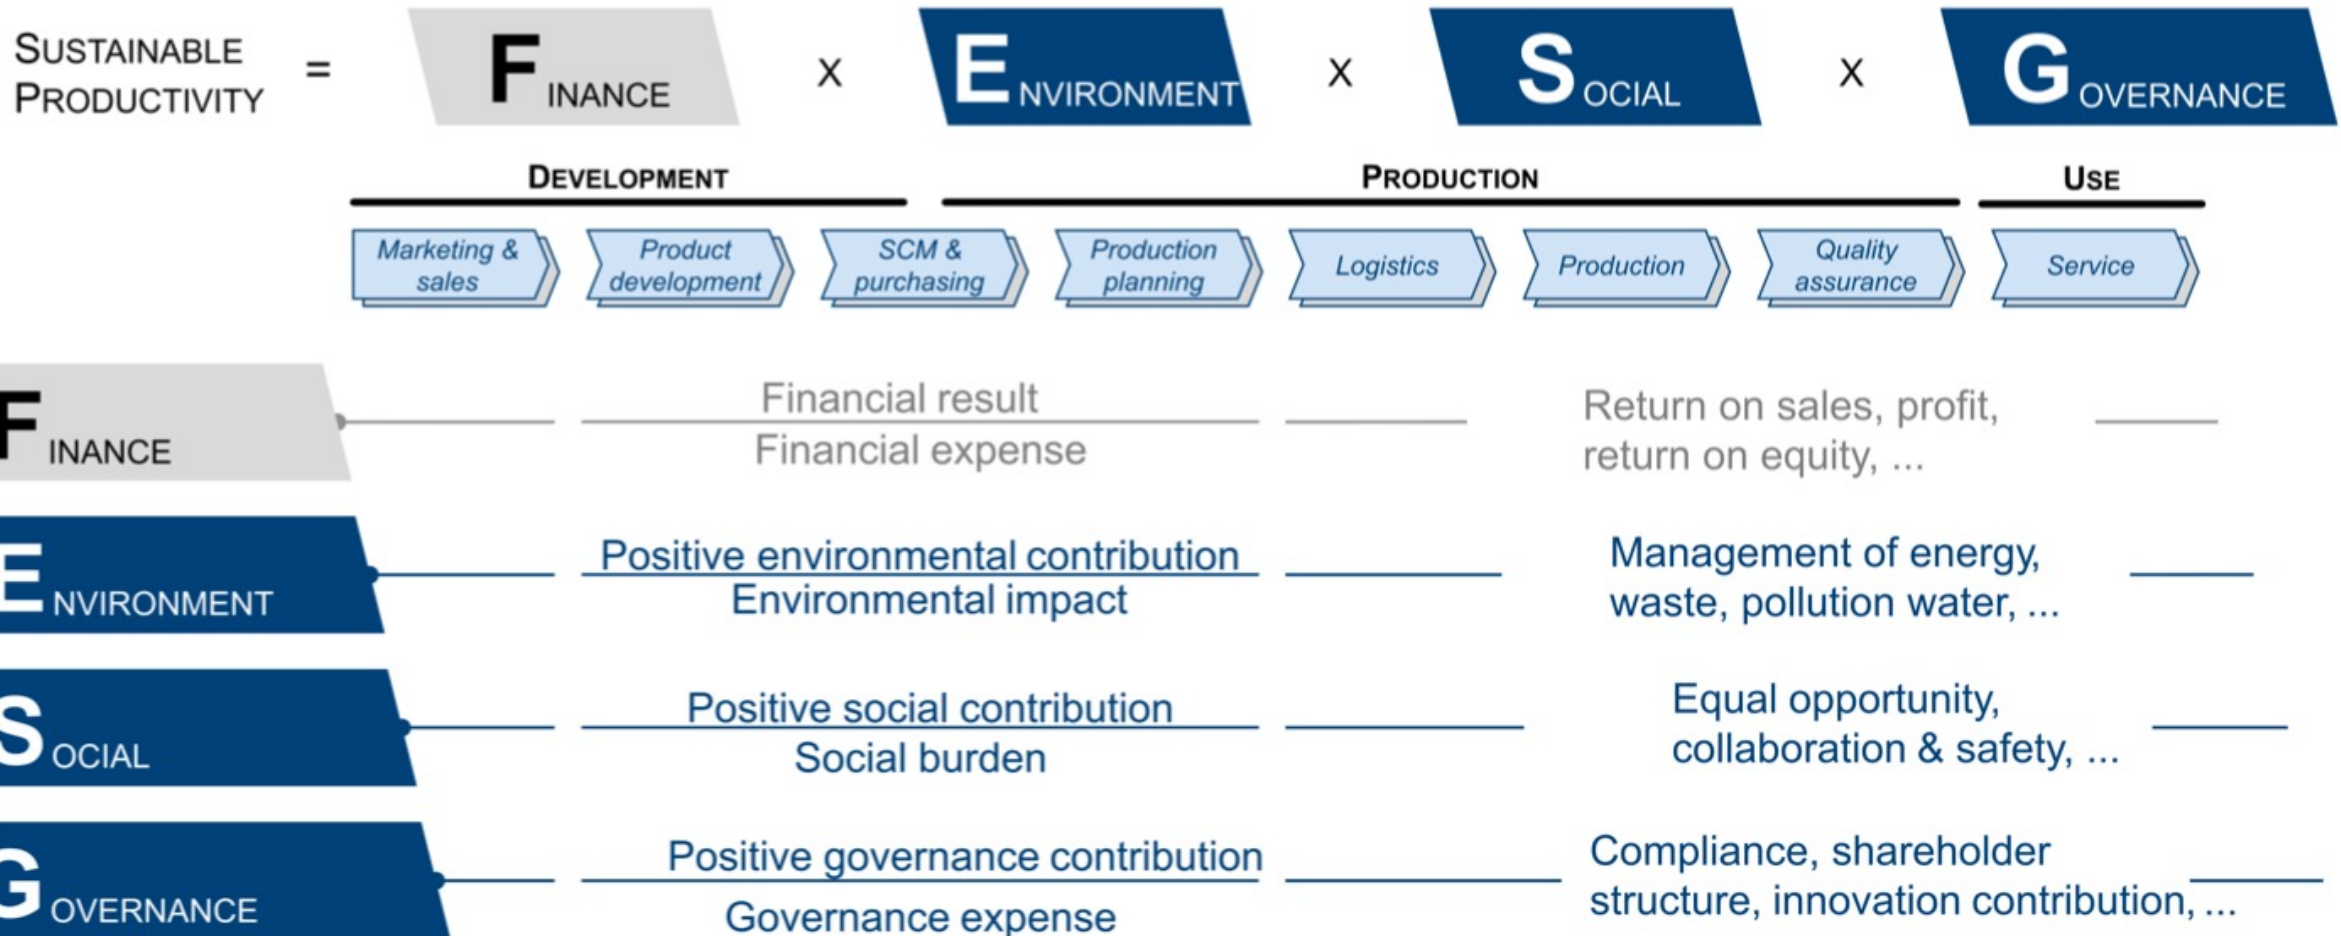 SUSTAINABLE
PRODUCTIVITY
=
FINANCE
X
ENVIRONMENT
X
SOCIAL
X
GOVERNANCE
DEVELOPMENT
PRODUCTION
USE
Marketing &
sales
Product
development
SCM &
purchasing
Production
planning
Logistics
Production
Quality
assurance
Service
FINANCE
Financial result
Financial expense
Return on sales, profit,
return on equity, ...
ENVIRONMENT
Positive environmental contribution
Environmental impact
Management of energy,
waste, pollution water, ...
SOCIAL
Positive social contribution
Social burden
Equal opportunity,
collaboration & safety, ...
GOVERNANCE
Positive governance contribution
Governance expense
Compliance, shareholder
structure, innovation contribution, ...